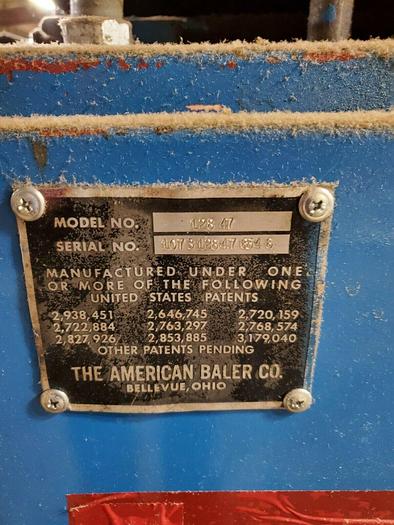 MODEL NO. 128 47
SERIAL NO.
MANUFACTURED UNDER ONE
OR MORE OF THE FOLLOWING
UNITED STATES PATENTS
2,938,451 2,646,745 2,720,159
2,722,884 2,763,297 2,768,574
2,827,926 2,853,885 3,179,040
OTHER PATENTS PENDING
THE AMERICAN BALER CO.
BELLEVUE, OHIO